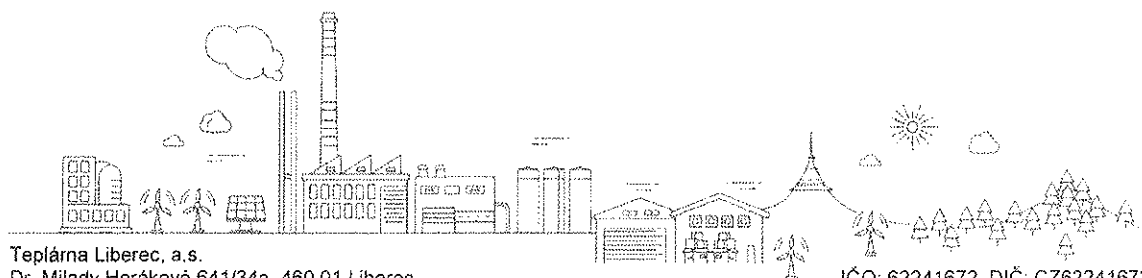 Teplárna Liberec, a.s.
Dr. Milady Horákové 641/34a, 460 01 Liberec
IČO: 62241672, DIČ: CZ62241672